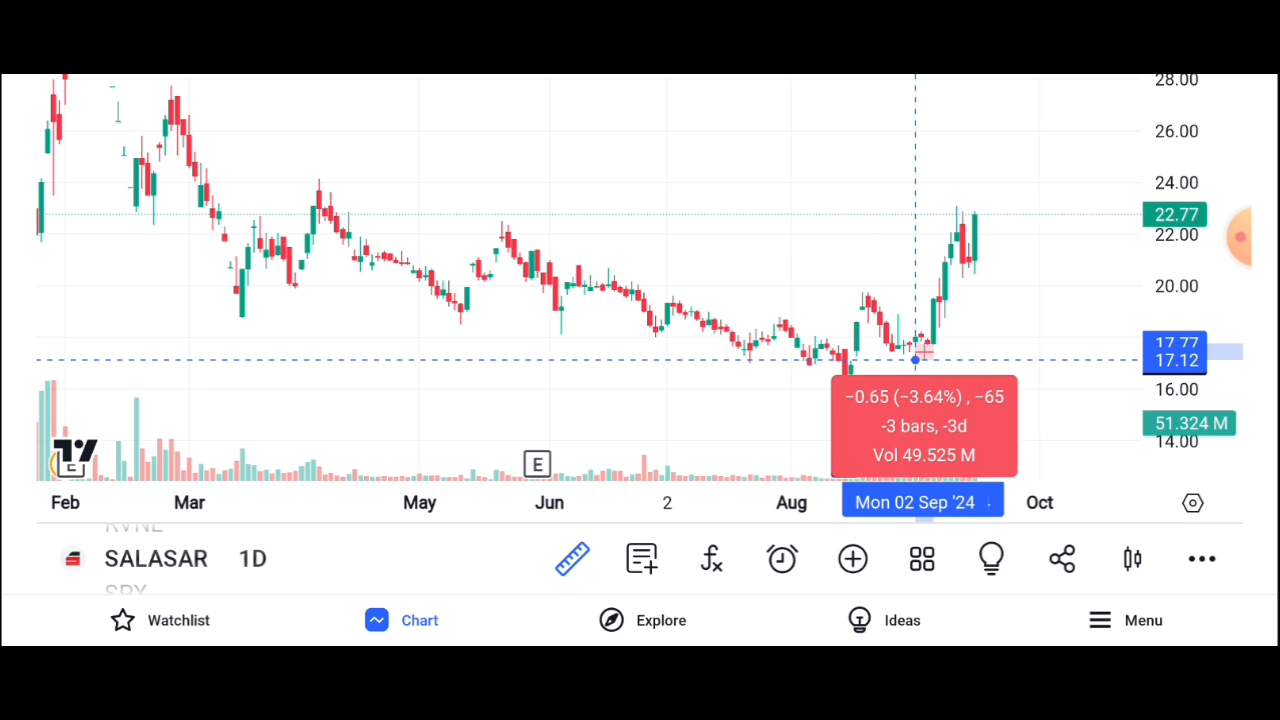 28.00
26.00
24.00
22.77
22.00
20.00
17.77
17.12
16.00
51.324 M
14.00
−0.65 (−3.64%) , −65
-3 bars, -3d
Vol 49.525 M
E
E
Feb Mar May Jun 2 Aug Mon 02 Sep '24 Oct
RVNL
SALASAR 1D
SPX
Watchlist Chart Explore Ideas Menu